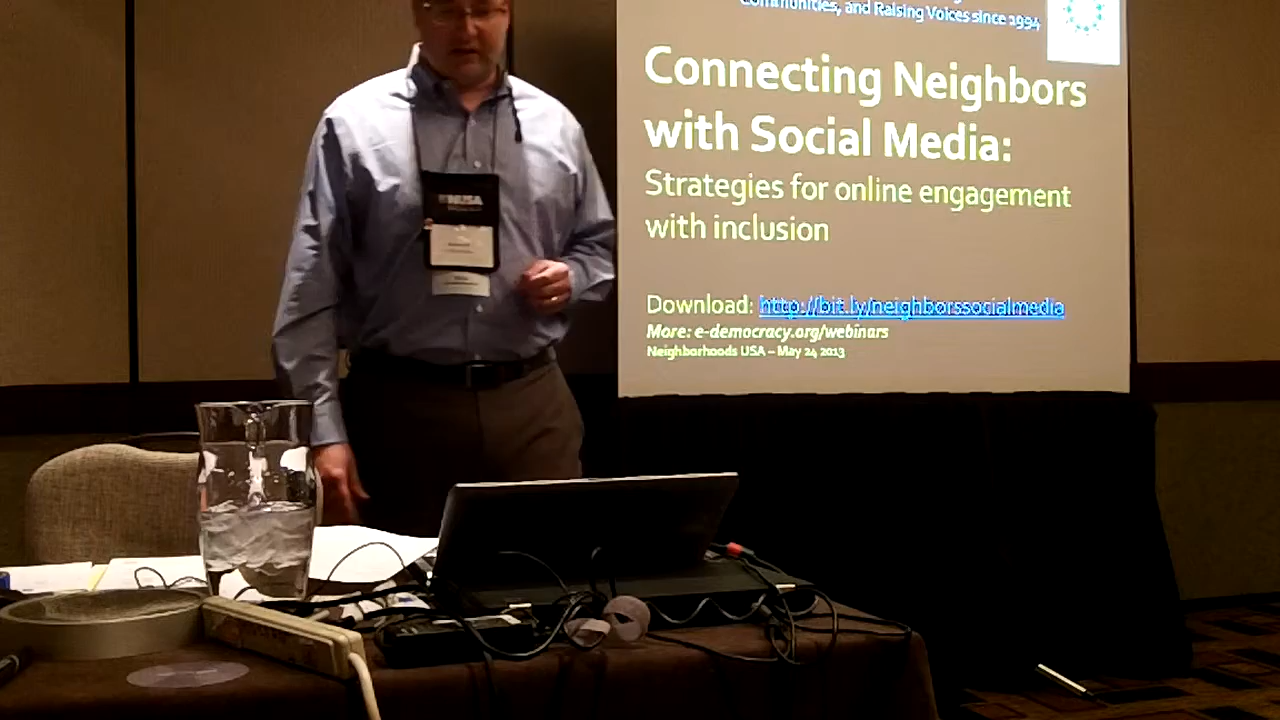 Communities, and Raising Voices since 1994
Connecting Neighbors
with Social Media:
Strategies for online engagement
with inclusion
Download: http://bit.ly/neighborssocialmedia
More: e-democracy.org/webinars
Neighborhoods USA – May 24 2013
NUSA